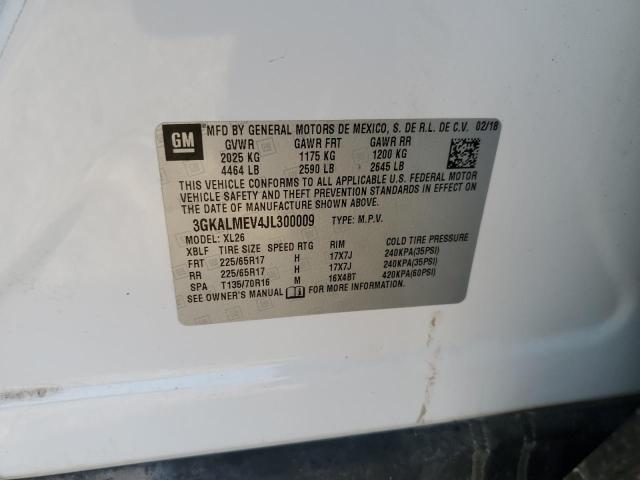 GM MFD BY GENERAL MOTORS DE MEXICO, S. DE R.L. DE C.V. 02/18
GVWR GAWR FRT GAWR RR
2025 KG 1175 KG 1200 KG
4464 LB 2590 LB 2645 LB
THIS VEHICLE CONFORMS TO ALL APPLICABLE U.S. FEDERAL MOTOR
VEHICLE SAFETY AND THEFT PREVENTION STANDARDS IN EFFECT ON
THE DATE OF MANUFACTURE SHOWN ABOVE.
3GKALMEV4JL300009 TYPE: M.P.V.
MODEL: XL26
XBLF TIRE SIZE SPEED RTG RIM COLD TIRE PRESSURE
FRT 225/65R17 H 17X7J 240KPA(35PSI)
RR 225/65R17 H 17X7J 240KPA(35PSI)
SPA T135/70R16 M 16X4BT 420KPA(60PSI)
SEE OWNER'S MANUAL FOR MORE INFORMATION